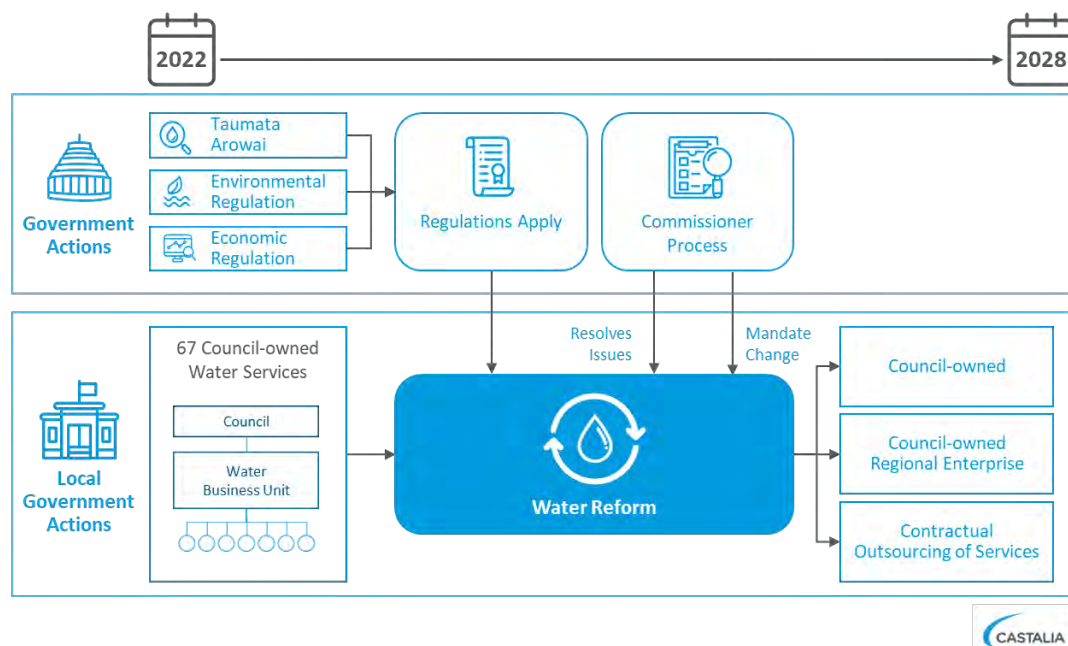 2022
2028
Government
Actions
Taumata
Arowai
Environmental
Regulation
Economic
Regulation
Regulations Apply
Commissioner
Process
Local
Government
Actions
67 Council-owned
Water Services
Council
Water
Business Unit
Resolves
Issues
Mandate
Change
Water Reform
Council-owned
Council-owned
Regional Enterprise
Contractual
Outsourcing of Services
CASTALIA